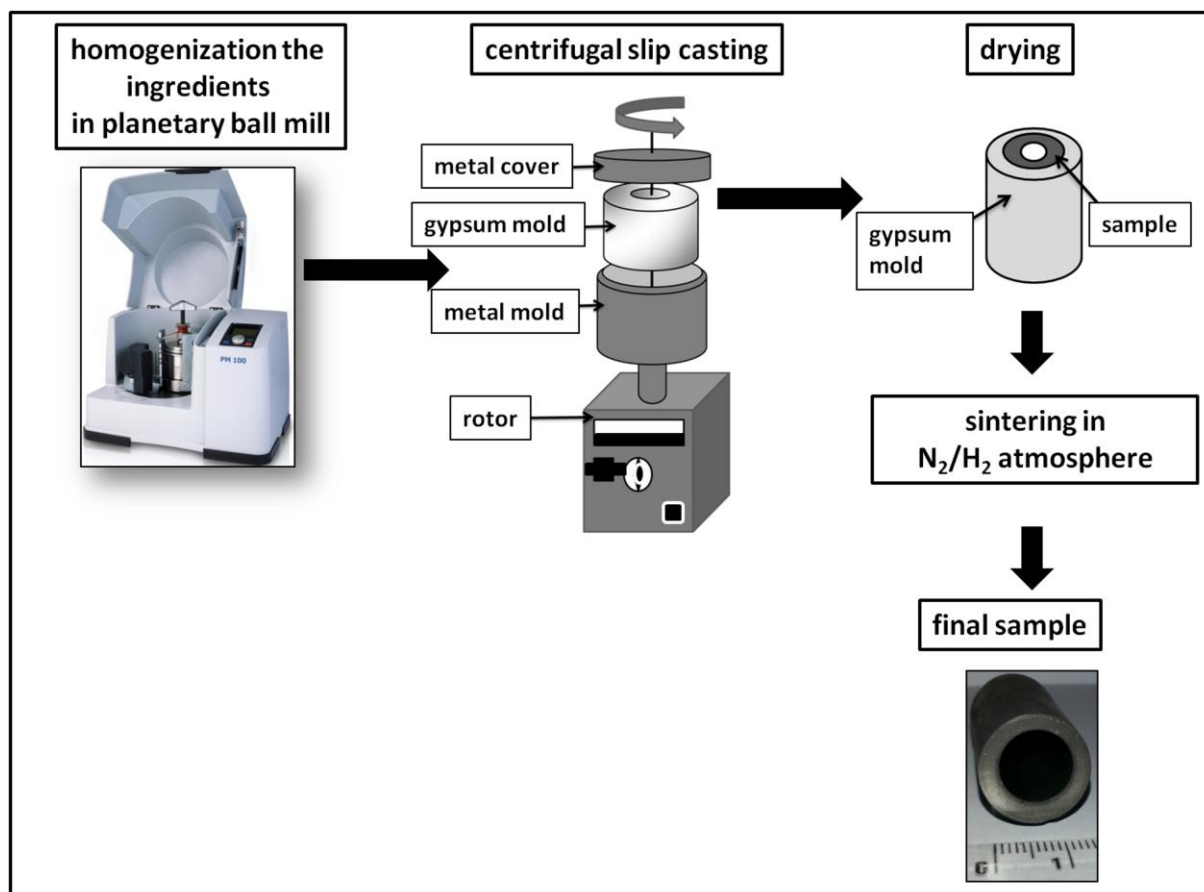 homogenization the
ingredients
in planetary ball mill
PM 100
centrifugal slip casting
metal cover
gypsum mold
metal mold
rotor
drying
sample
gypsum
mold
sintering in
N₂/H₂ atmosphere
final sample
0 1